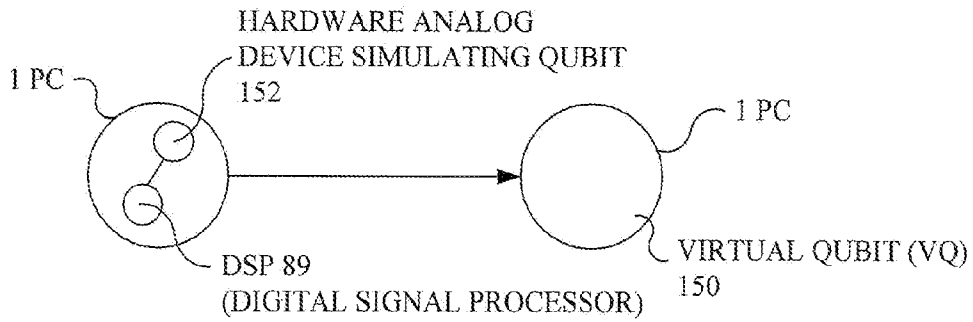 HARDWARE ANALOG
DEVICE SIMULATING QUBIT
152
1 PC
1 PC
DSP 89
(DIGITAL SIGNAL PROCESSOR)
VIRTUAL QUBIT (VQ)
150